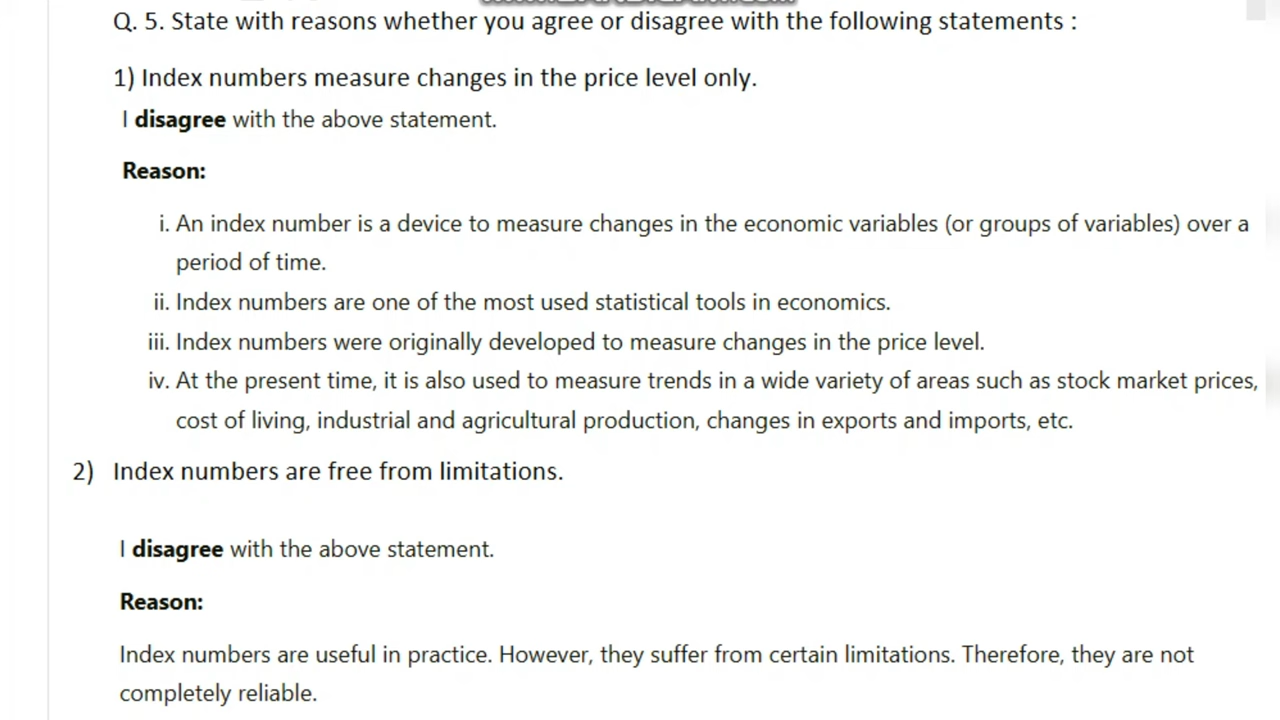 Q. 5. State with reasons whether you agree or disagree with the following statements :
1) Index numbers measure changes in the price level only.
I disagree with the above statement.
Reason:
i. An index number is a device to measure changes in the economic variables (or groups of variables) over a
period of time.
ii. Index numbers are one of the most used statistical tools in economics.
iii. Index numbers were originally developed to measure changes in the price level.
iv. At the present time, it is also used to measure trends in a wide variety of areas such as stock market prices,
cost of living, industrial and agricultural production, changes in exports and imports, etc.
2) Index numbers are free from limitations.
I disagree with the above statement.
Reason:
Index numbers are useful in practice. However, they suffer from certain limitations. Therefore, they are not
completely reliable.